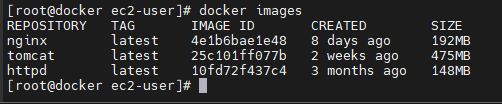 [root@docker ec2-user]# docker images
REPOSITORY   TAG       IMAGE ID       CREATED        SIZE
nginx        latest    4e1b6bae1e48   8 days ago     192MB
tomcat       latest    25c101ff077b   2 weeks ago    475MB
httpd        latest    10fd72f437c4   3 months ago   148MB
[root@docker ec2-user]#